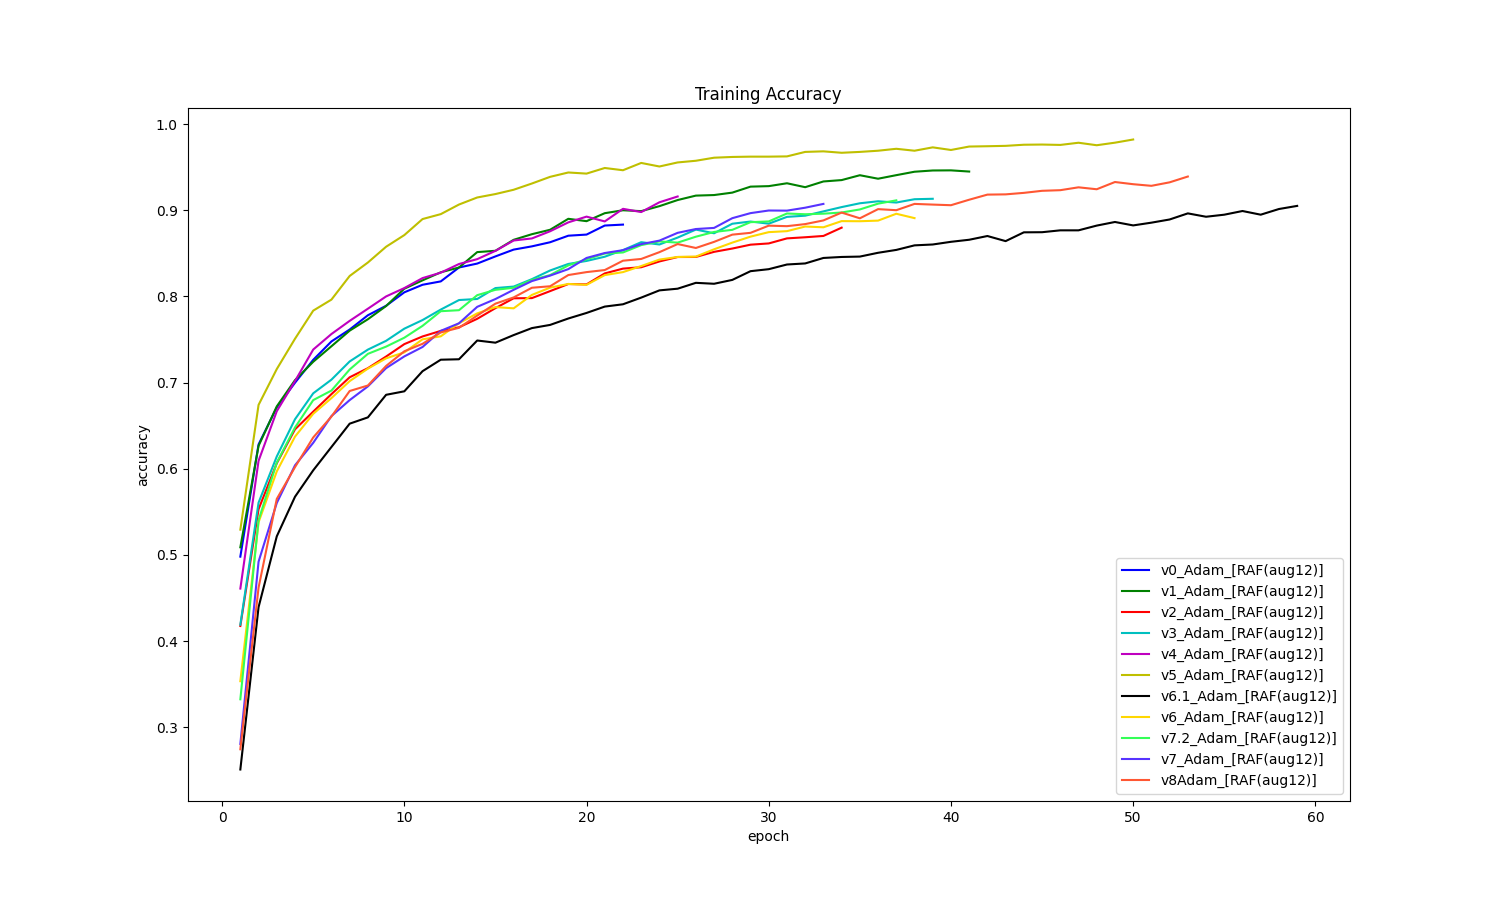 Training Accuracy
1.0
0.9
0.8
0.7
0.6
0.5
0.4
0.3
accuracy
0 10 20 30 40 50 60
epoch
v0_Adam_[RAF(aug12)]
v1_Adam_[RAF(aug12)]
v2_Adam_[RAF(aug12)]
v3_Adam_[RAF(aug12)]
v4_Adam_[RAF(aug12)]
v5_Adam_[RAF(aug12)]
v6.1_Adam_[RAF(aug12)]
v6_Adam_[RAF(aug12)]
v7.2_Adam_[RAF(aug12)]
v7_Adam_[RAF(aug12)]
v8Adam_[RAF(aug12)]